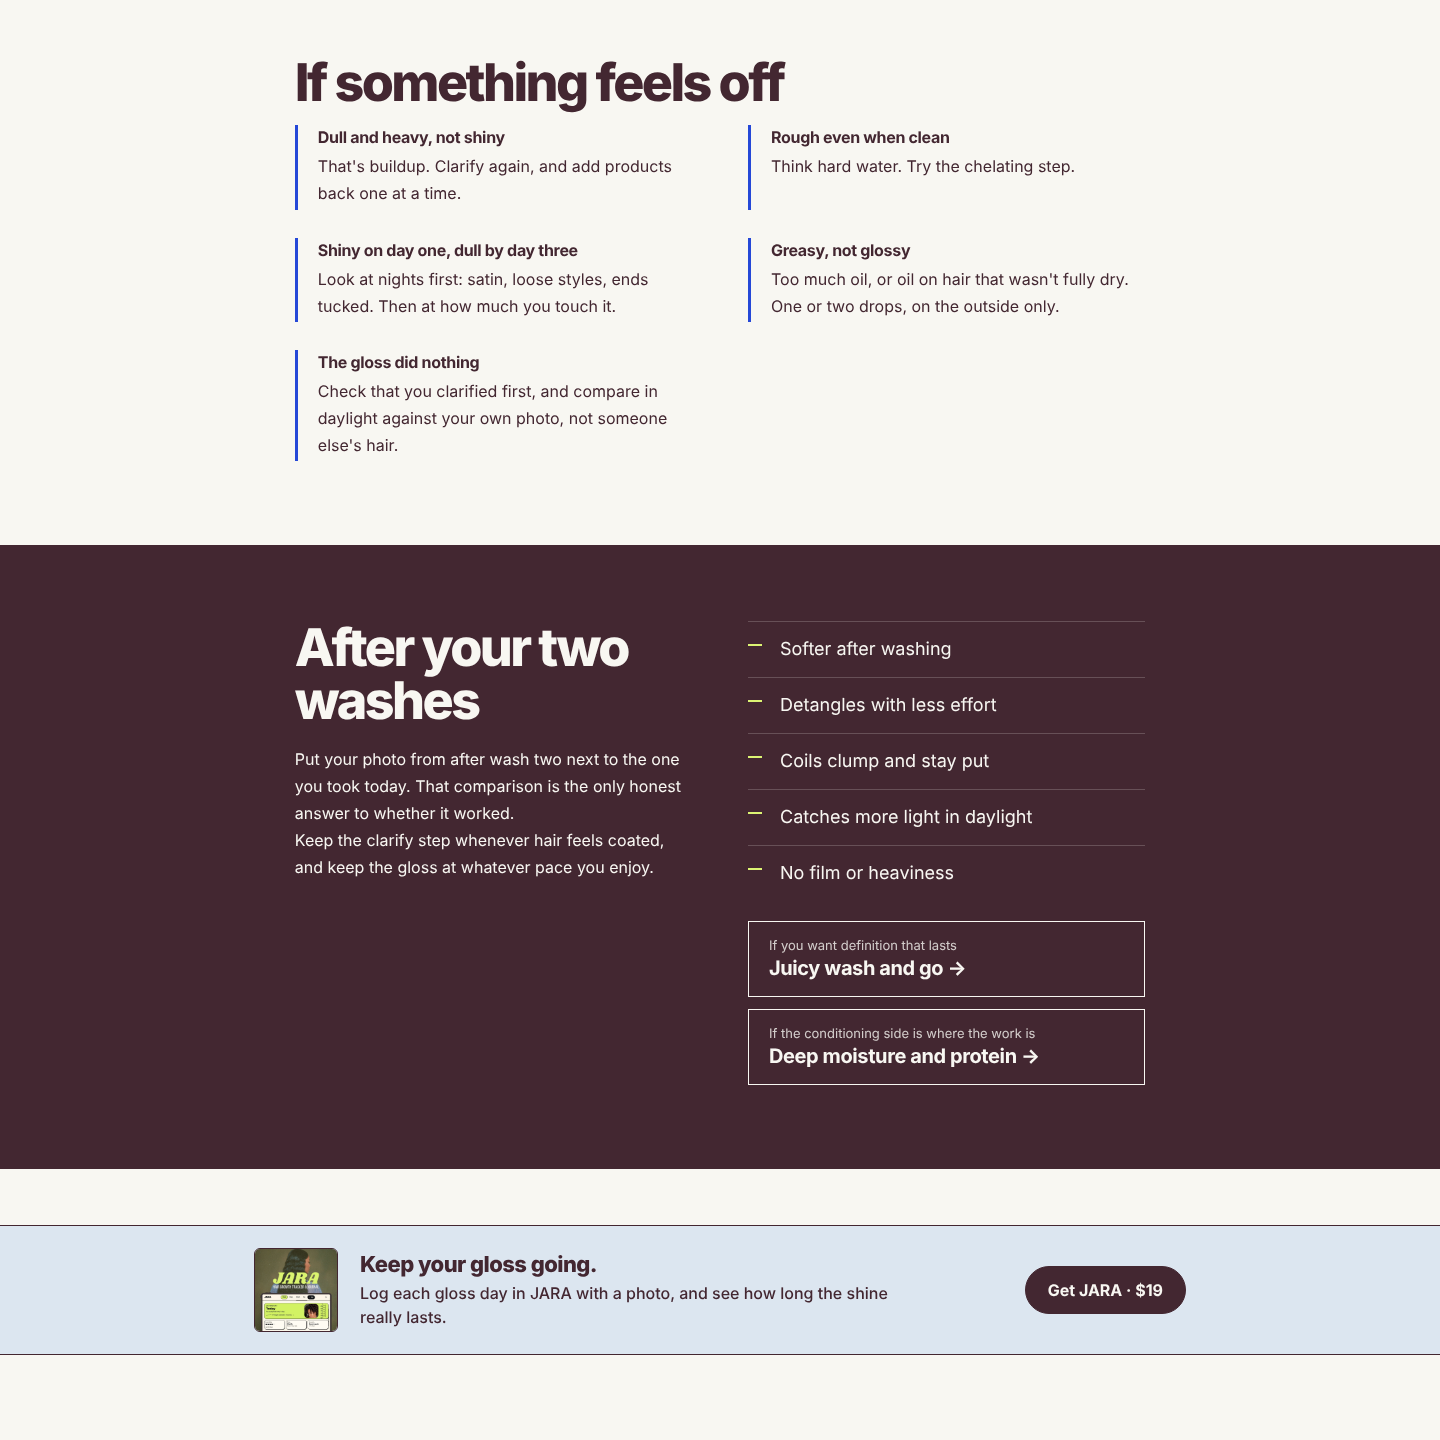 If something feels off
Dull and heavy, not shiny
That's buildup. Clarify again, and add products
back one at a time.
Rough even when clean
Think hard water. Try the chelating step.
Shiny on day one, dull by day three
Look at nights first: satin, loose styles, ends
tucked. Then at how much you touch it.
Greasy, not glossy
Too much oil, or oil on hair that wasn't fully dry.
One or two drops, on the outside only.
The gloss did nothing
Check that you clarified first, and compare in
daylight against your own photo, not someone
else's hair.
After your two
washes
Put your photo from after wash two next to the one
you took today. That comparison is the only honest
answer to whether it worked.
Keep the clarify step whenever hair feels coated,
and keep the gloss at whatever pace you enjoy.
Softer after washing
Detangles with less effort
Coils clump and stay put
Catches more light in daylight
No film or heaviness
If you want definition that lasts
Juicy wash and go →
If the conditioning side is where the work is
Deep moisture and protein →
JARA
Keep your gloss going.
Log each gloss day in JARA with a photo, and see how long the shine
really lasts.
Get JARA · $19